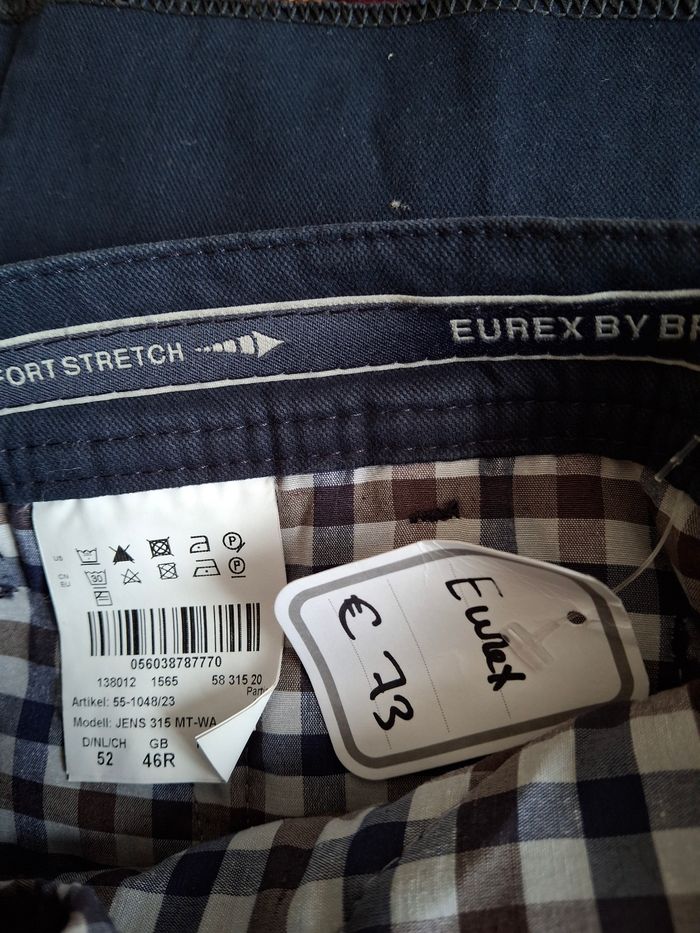 FORT STRETCH
EUREX BY BR
US
CN
EU
30
P
P
056038787770
138012 1565 58 315 20
Part
Artikel: 55-1048/23
Modell: JENS 315 MT-WA
D/NL/CH GB
52 46R
Eurex
€ 73